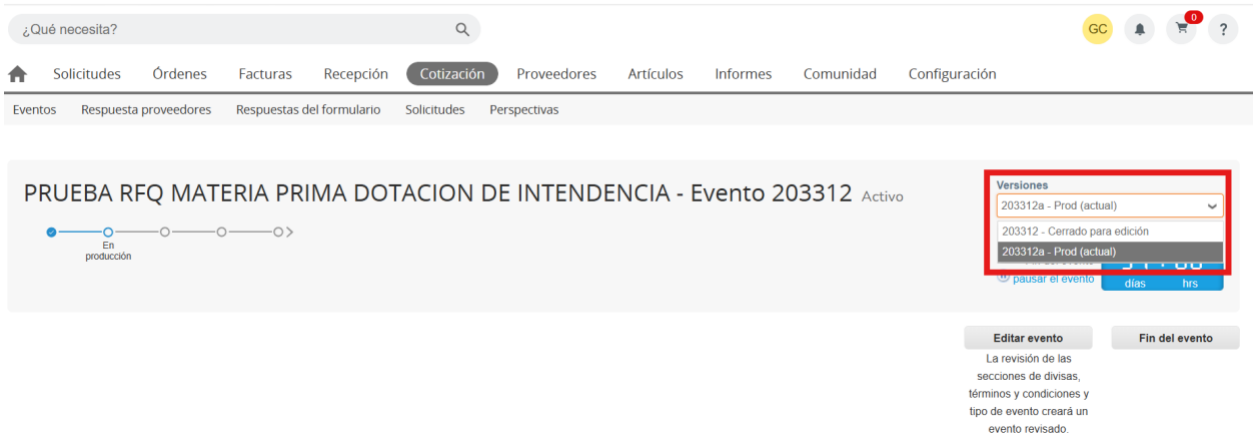 ¿Qué necesita?
GC
0
?
Solicitudes Órdenes Facturas Recepción Cotización Proveedores Artículos Informes Comunidad Configuración
Eventos Respuesta proveedores Respuestas del formulario Solicitudes Perspectivas
PRUEBA RFQ MATERIA PRIMA DOTACION DE INTENDENCIA - Evento 203312 Activo
En
producción
Versiones
203312a - Prod (actual)
203312 - Cerrado para edición
203312a - Prod (actual)
pausar el evento
días hrs
Editar evento Fin del evento
La revisión de las
secciones de divisas,
términos y condiciones y
tipo de evento creará un
evento revisado.